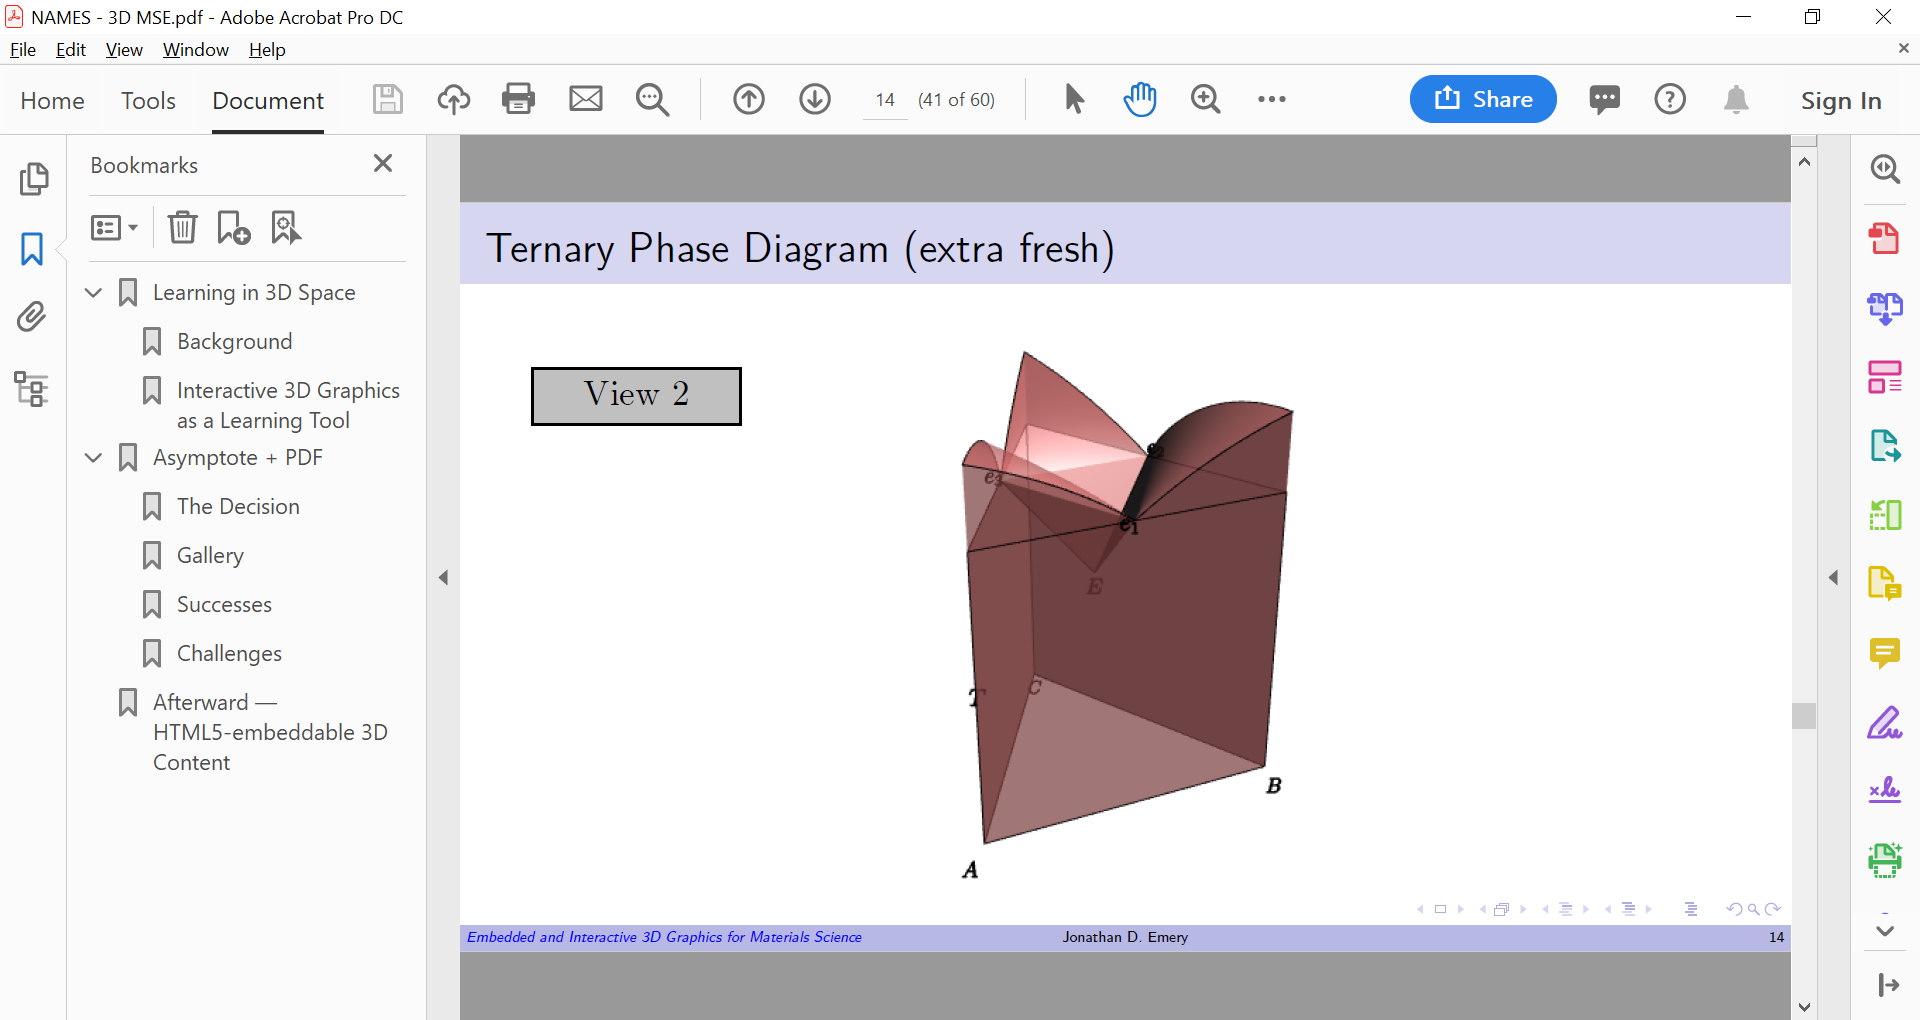 NAMES - 3D MSE.pdf - Adobe Acrobat Pro DC
File Edit View Window Help
Home Tools Document 14 (41 of 60) Share Sign In
Bookmarks
Learning in 3D Space
Background
Interactive 3D Graphics
as a Learning Tool
Asymptote + PDF
The Decision
Gallery
Successes
Challenges
Afterward —
HTML5-embeddable 3D
Content
Ternary Phase Diagram (extra fresh)
View 2
e2
e3
e1
E
T
C
B
A
Embedded and Interactive 3D Graphics for Materials Science Jonathan D. Emery 14